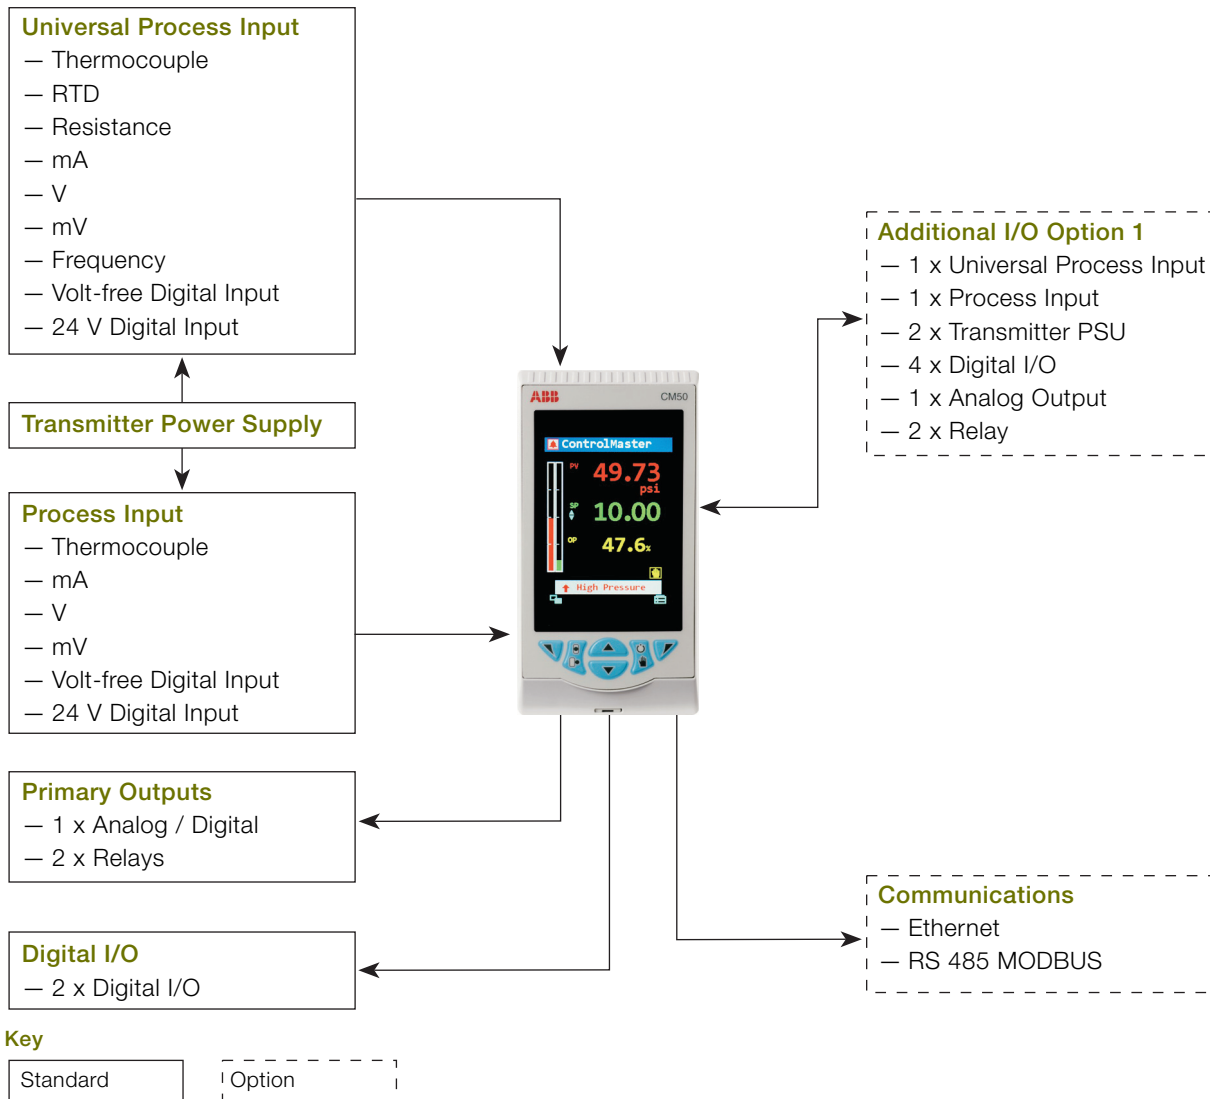 Universal Process Input
— Thermocouple
— RTD
— Resistance
— mA
— V
— mV
— Frequency
— Volt-free Digital Input
— 24 V Digital Input
Transmitter Power Supply
Process Input
— Thermocouple
— mA
— V
— mV
— Volt-free Digital Input
— 24 V Digital Input
Primary Outputs
— 1 x Analog / Digital
— 2 x Relays
Digital I/O
— 2 x Digital I/O
ABB CM50
ControlMaster
PV 49.73
psi
SP 10.00
OP 47.6%
High Pressure
Additional I/O Option 1
— 1 x Universal Process Input
— 1 x Process Input
— 2 x Transmitter PSU
— 4 x Digital I/O
— 1 x Analog Output
— 2 x Relay
Communications
— Ethernet
— RS 485 MODBUS
Key
Standard
Option